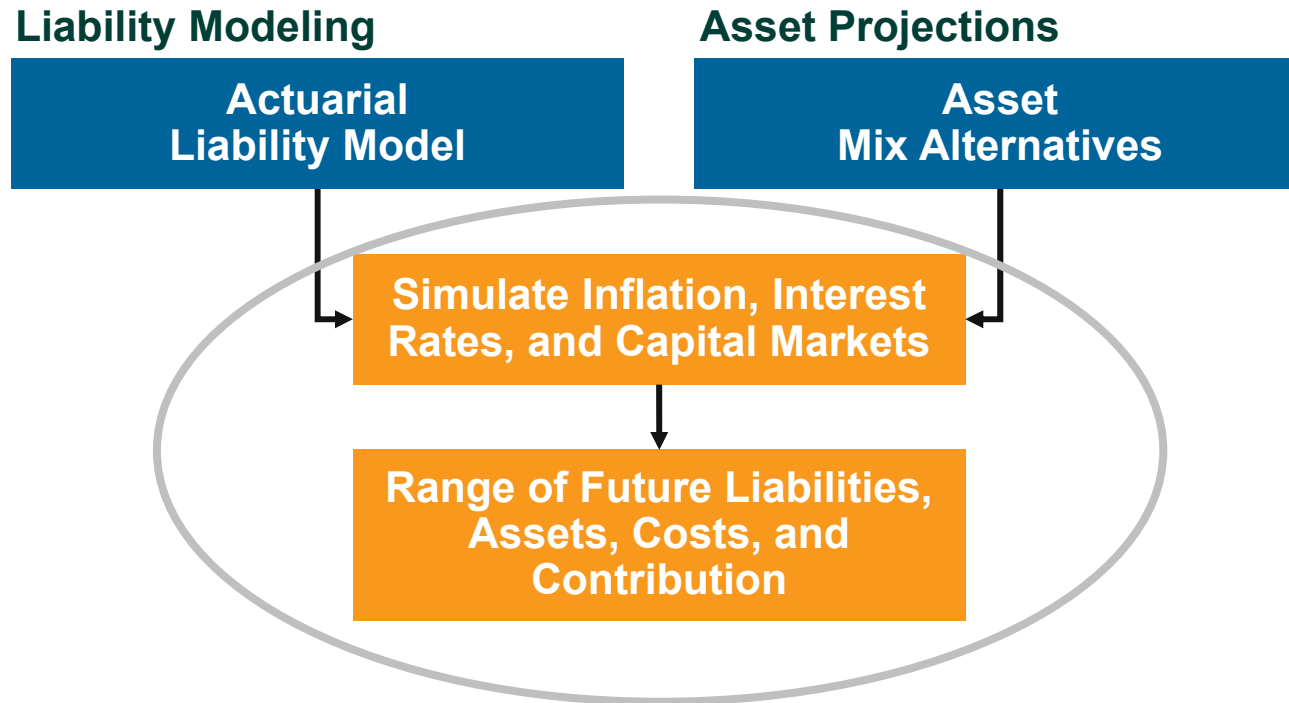 Liability Modeling
Asset Projections
Actuarial
Liability Model
Asset
Mix Alternatives
Simulate Inflation, Interest
Rates, and Capital Markets
Range of Future Liabilities,
Assets, Costs, and
Contribution